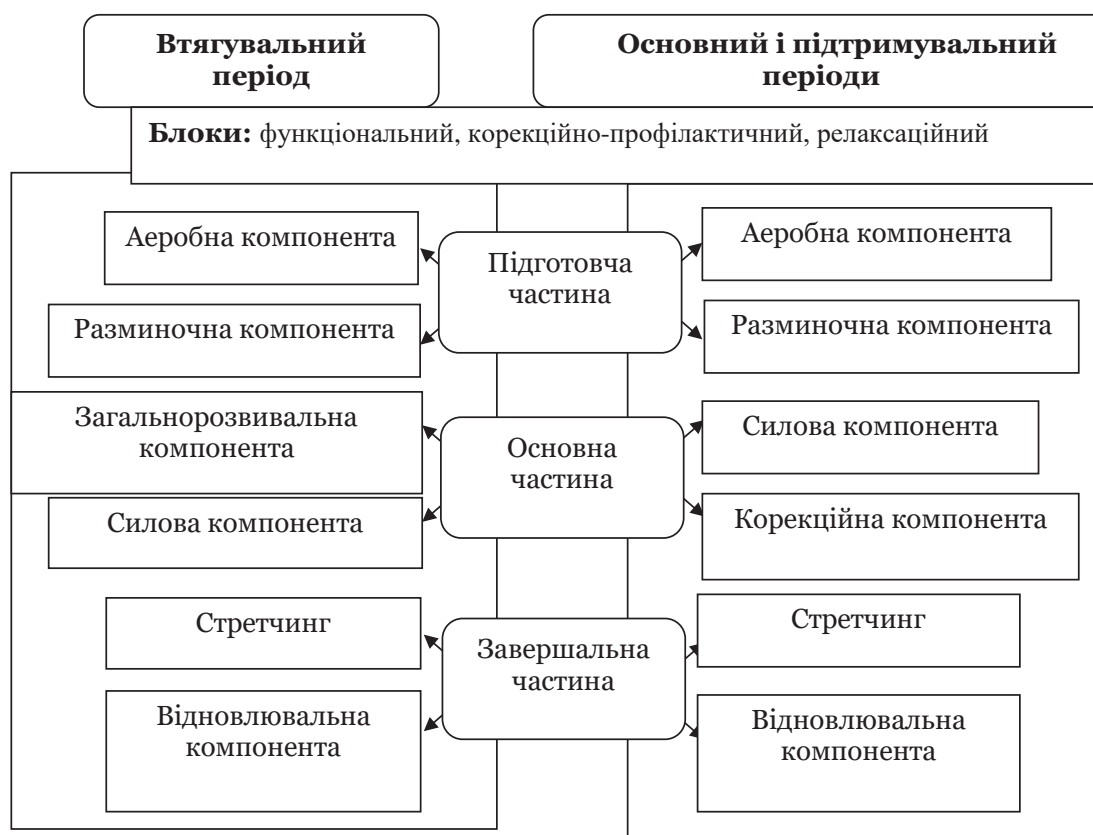 Втягувальний
період
Основний і підтримувальний
періоди
Блоки: функціональний, корекційно-профілактичний, релаксаційний
Аеробна компонента
Підготовча
частина
Аеробна компонента
Разминочна компонента
Разминочна компонента
Загальнорозвивальна
компонента
Основна
частина
Силова компонента
Силова компонента
Корекційна компонента
Стретчинг
Завершальна
частина
Стретчинг
Відновлювальна
компонента
Відновлювальна
компонента